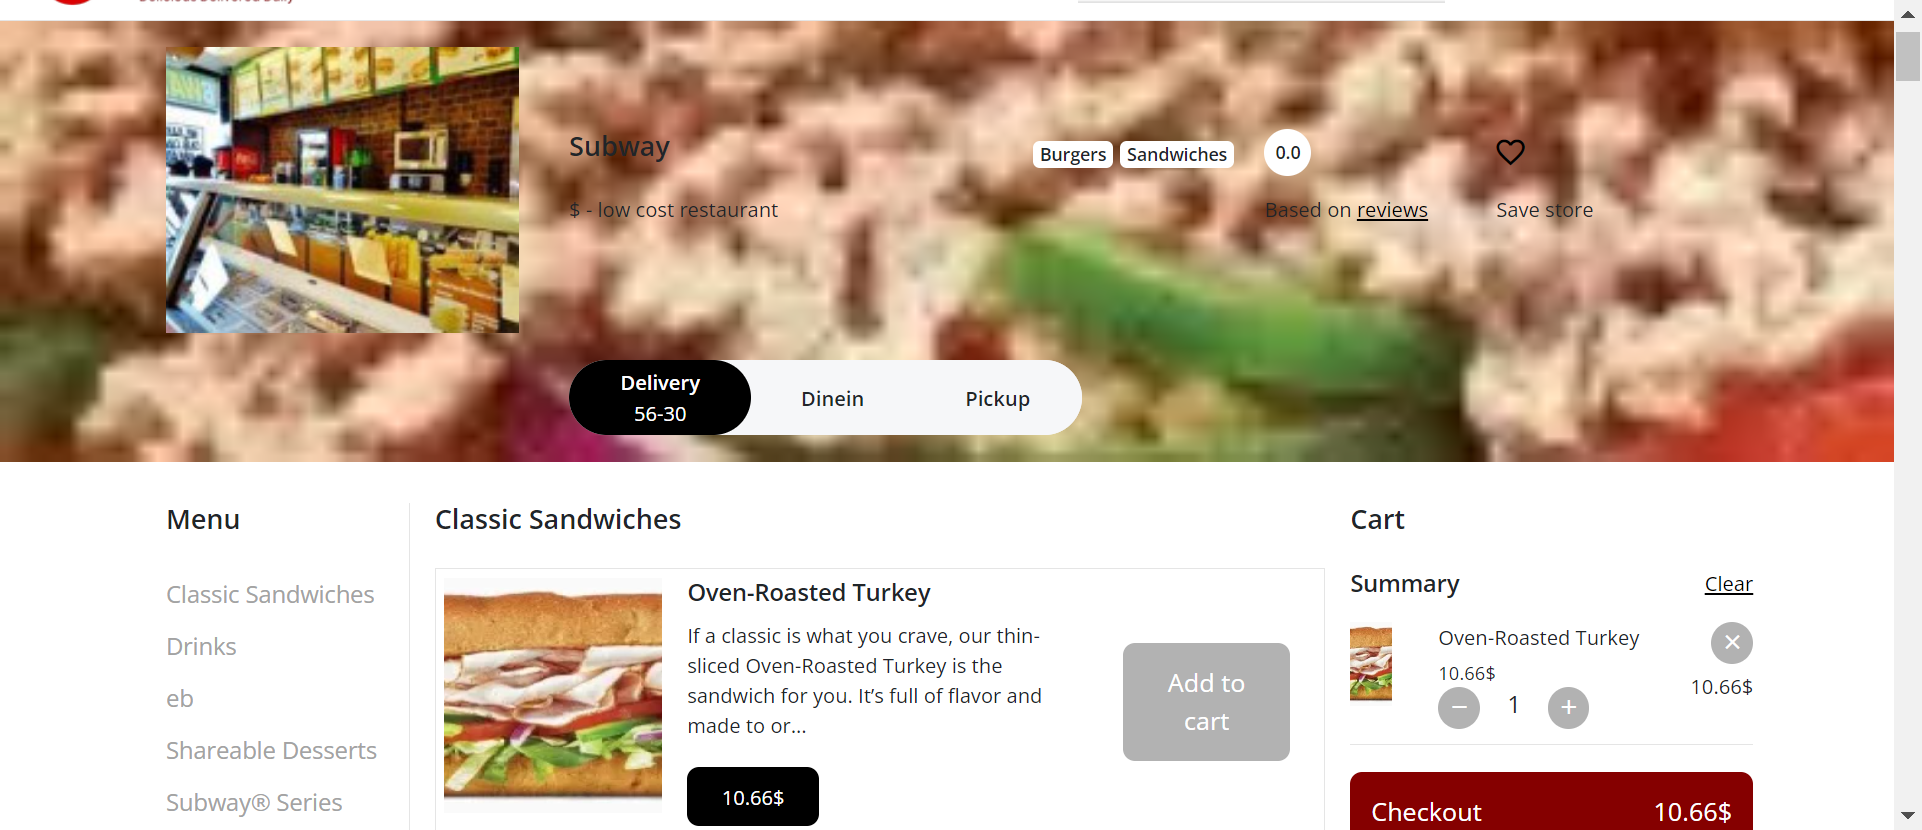 Delicious Delivered Daily
Subway
Burgers
Sandwiches
0.0
$ - low cost restaurant
Based on reviews
Save store
Delivery
56-30
Dinein
Pickup
Menu
Classic Sandwiches
Drinks
eb
Shareable Desserts
Subway® Series
Classic Sandwiches
Oven-Roasted Turkey
If a classic is what you crave, our thin-
sliced Oven-Roasted Turkey is the
sandwich for you. It’s full of flavor and
made to or...
10.66$
Add to
cart
Cart
Summary
Clear
Oven-Roasted Turkey
10.66$
1
10.66$
Checkout
10.66$